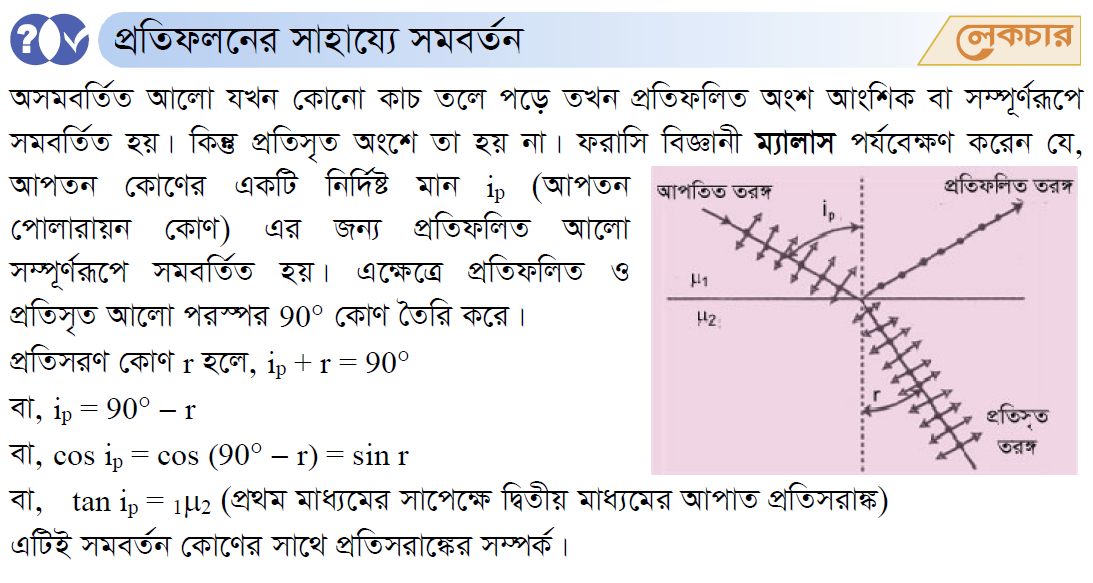 প্রতিফলনের সাহায্যে সমবর্তন
লেকচার
অসমবর্তিত আলো যখন কোনো কাচ তলে পড়ে তখন প্রতিফলিত অংশ আংশিক বা সম্পূর্ণরূপে
সমবর্তিত হয়। কিন্তু প্রতিসৃত অংশে তা হয় না। ফরাসি বিজ্ঞানী ম্যালাস পর্যবেক্ষণ করেন যে,
আপতন কোণের একটি নির্দিষ্ট মান iₚ (আপতন
পোলারায়ন কোণ) এর জন্য প্রতিফলিত আলো
সম্পূর্ণরূপে সমবর্তিত হয়। এক্ষেত্রে প্রতিফলিত ও
প্রতিসৃত আলো পরস্পর 90° কোণ তৈরি করে।
প্রতিসরণ কোণ r হলে, iₚ + r = 90°
বা, iₚ = 90° – r
বা, cos iₚ = cos (90° – r) = sin r
বা, tan iₚ = ₁μ₂ (প্রথম মাধ্যমের সাপেক্ষে দ্বিতীয় মাধ্যমের আপাত প্রতিসরাঙ্ক)
এটিই সমবর্তন কোণের সাথে প্রতিসরাঙ্কের সম্পর্ক।
আপতিত তরঙ্গ
প্রতিফলিত তরঙ্গ
iₚ
μ₁
μ₂
r
প্রতিসৃত
তরঙ্গ